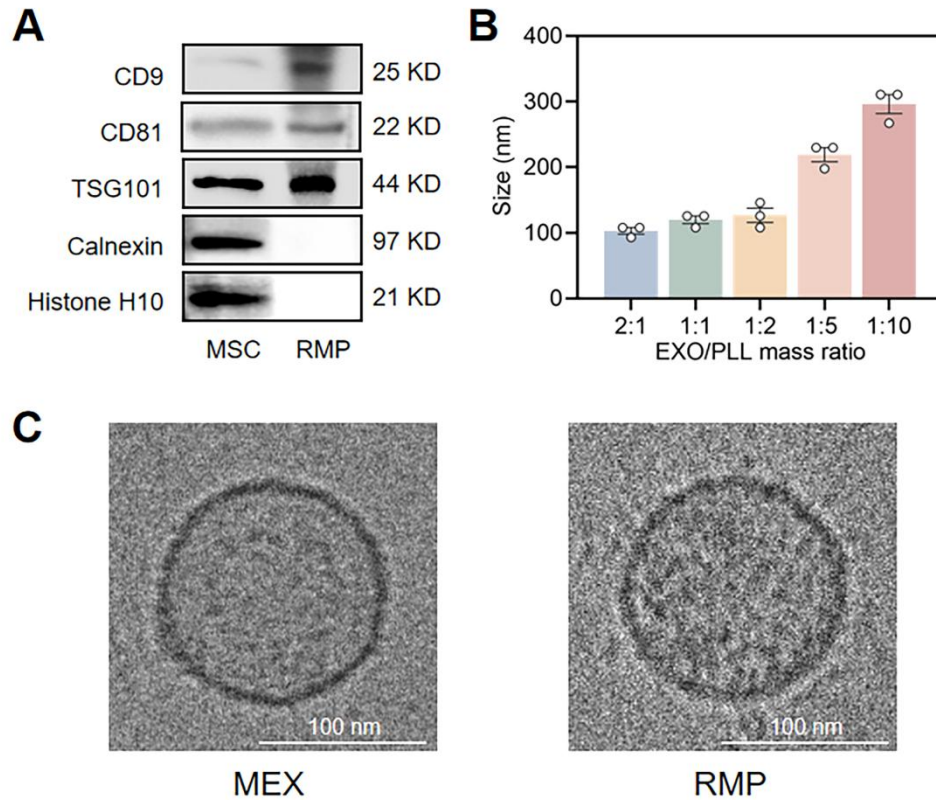 A
CD9 25 KD
CD81 22 KD
TSG101 44 KD
Calnexin 97 KD
Histone H10 21 KD
MSC RMP
B
400
300
200
100
0
Size (nm)
2:1 1:1 1:2 1:5 1:10
EXO/PLL mass ratio
C
100 nm
MEX
100 nm
RMP